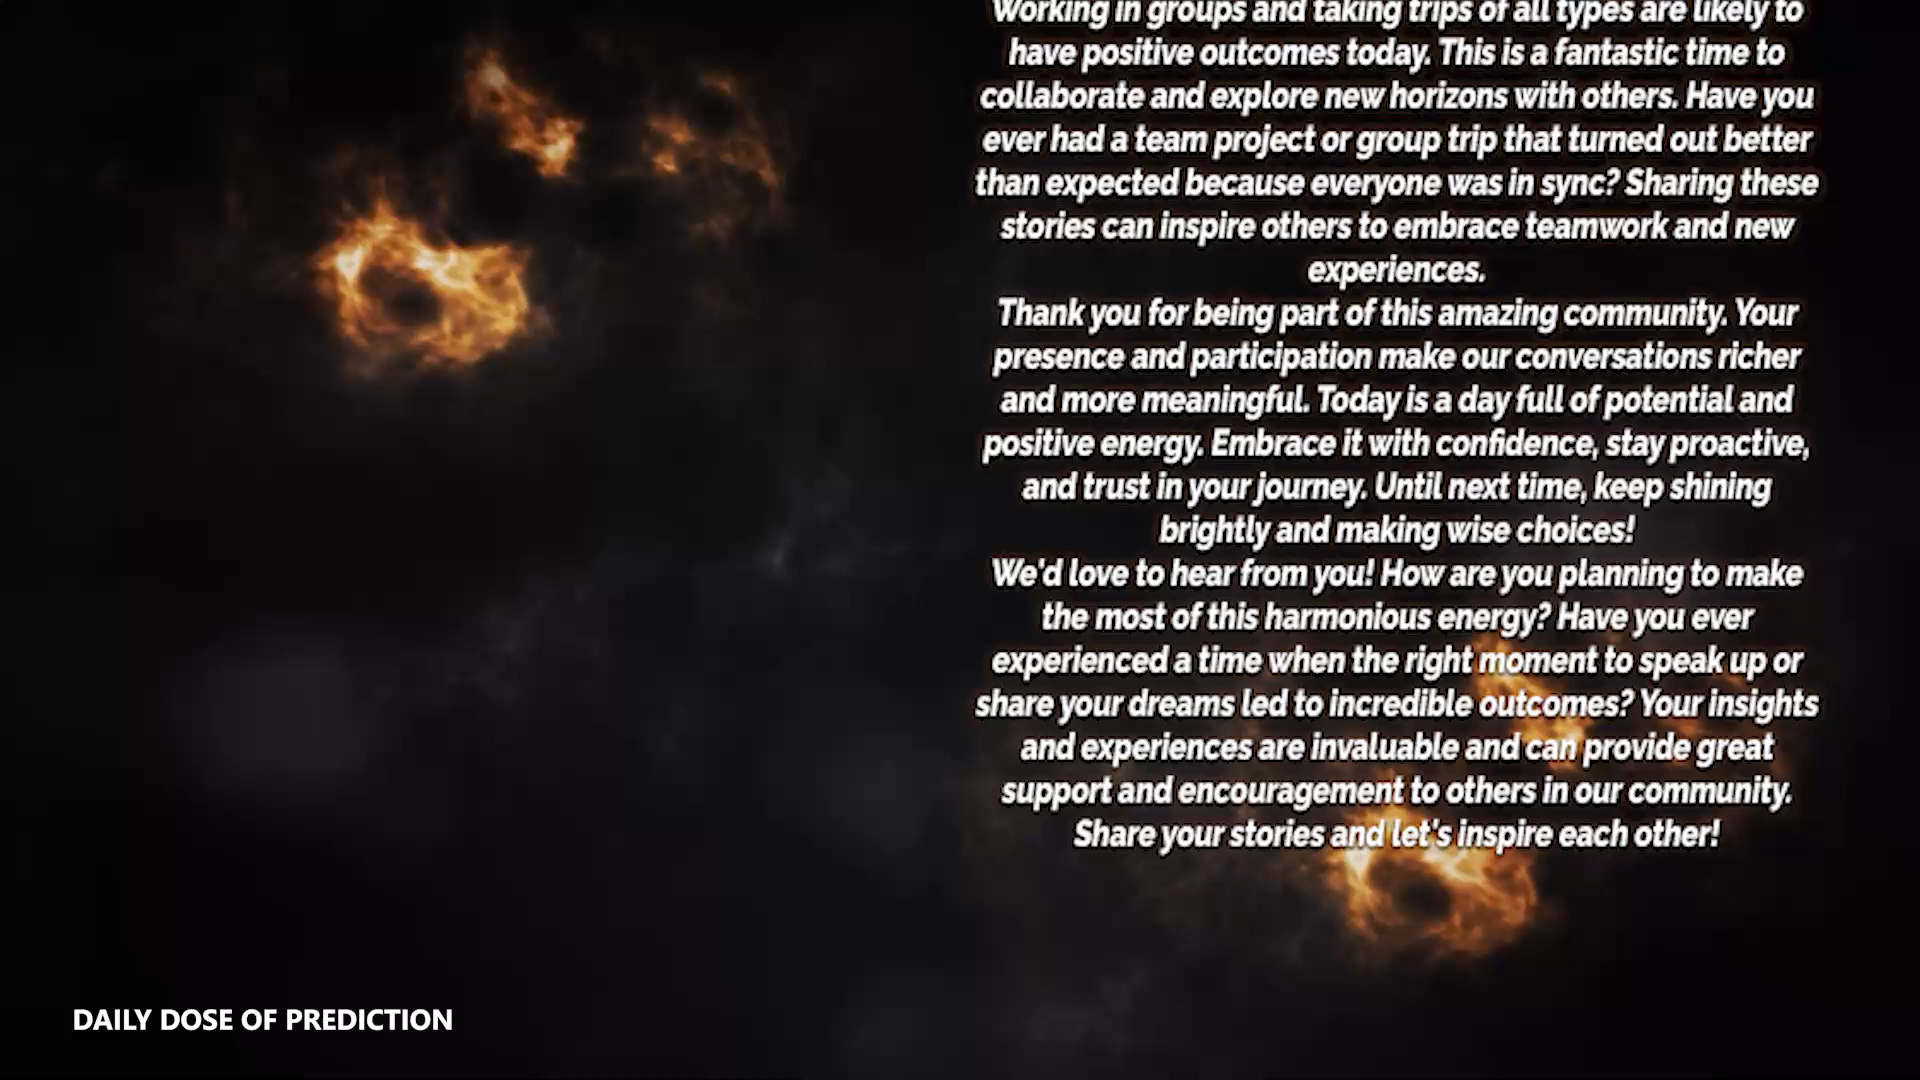 Working in groups and taking trips of all types are likely to
have positive outcomes today. This is a fantastic time to
collaborate and explore new horizons with others. Have you
ever had a team project or group trip that turned out better
than expected because everyone was in sync? Sharing these
stories can inspire others to embrace teamwork and new
experiences.
Thank you for being part of this amazing community. Your
presence and participation make our conversations richer
and more meaningful. Today is a day full of potential and
positive energy. Embrace it with confidence, stay proactive,
and trust in your journey. Until next time, keep shining
brightly and making wise choices!
We'd love to hear from you! How are you planning to make
the most of this harmonious energy? Have you ever
experienced a time when the right moment to speak up or
share your dreams led to incredible outcomes? Your insights
and experiences are invaluable and can provide great
support and encouragement to others in our community.
Share your stories and let's inspire each other!
DAILY DOSE OF PREDICTION